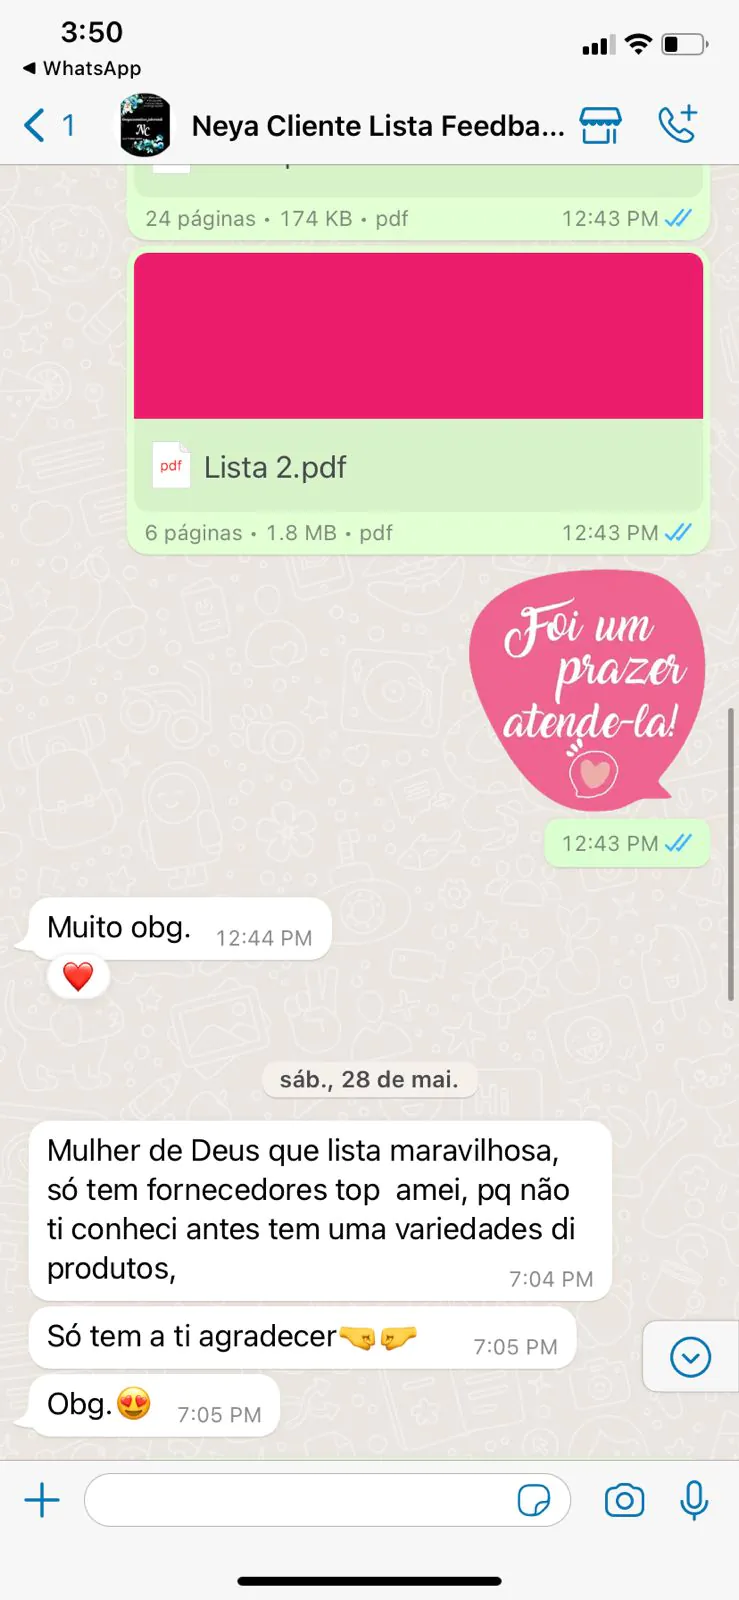 3:50
◀ WhatsApp
1
Nc
Neya Cliente Lista Feedba...
24 páginas • 174 KB • pdf
12:43 PM
pdf
Lista 2.pdf
6 páginas • 1.8 MB • pdf
12:43 PM
Foi um
prazer
atende-la!
12:43 PM
Muito obg.
12:44 PM
sáb., 28 de mai.
Mulher de Deus que lista maravilhosa,
só tem fornecedores top amei, pq não
ti conheci antes tem uma variedades di
produtos,
7:04 PM
Só tem a ti agradecer🤜🤛
7:05 PM
Obg.😍
7:05 PM